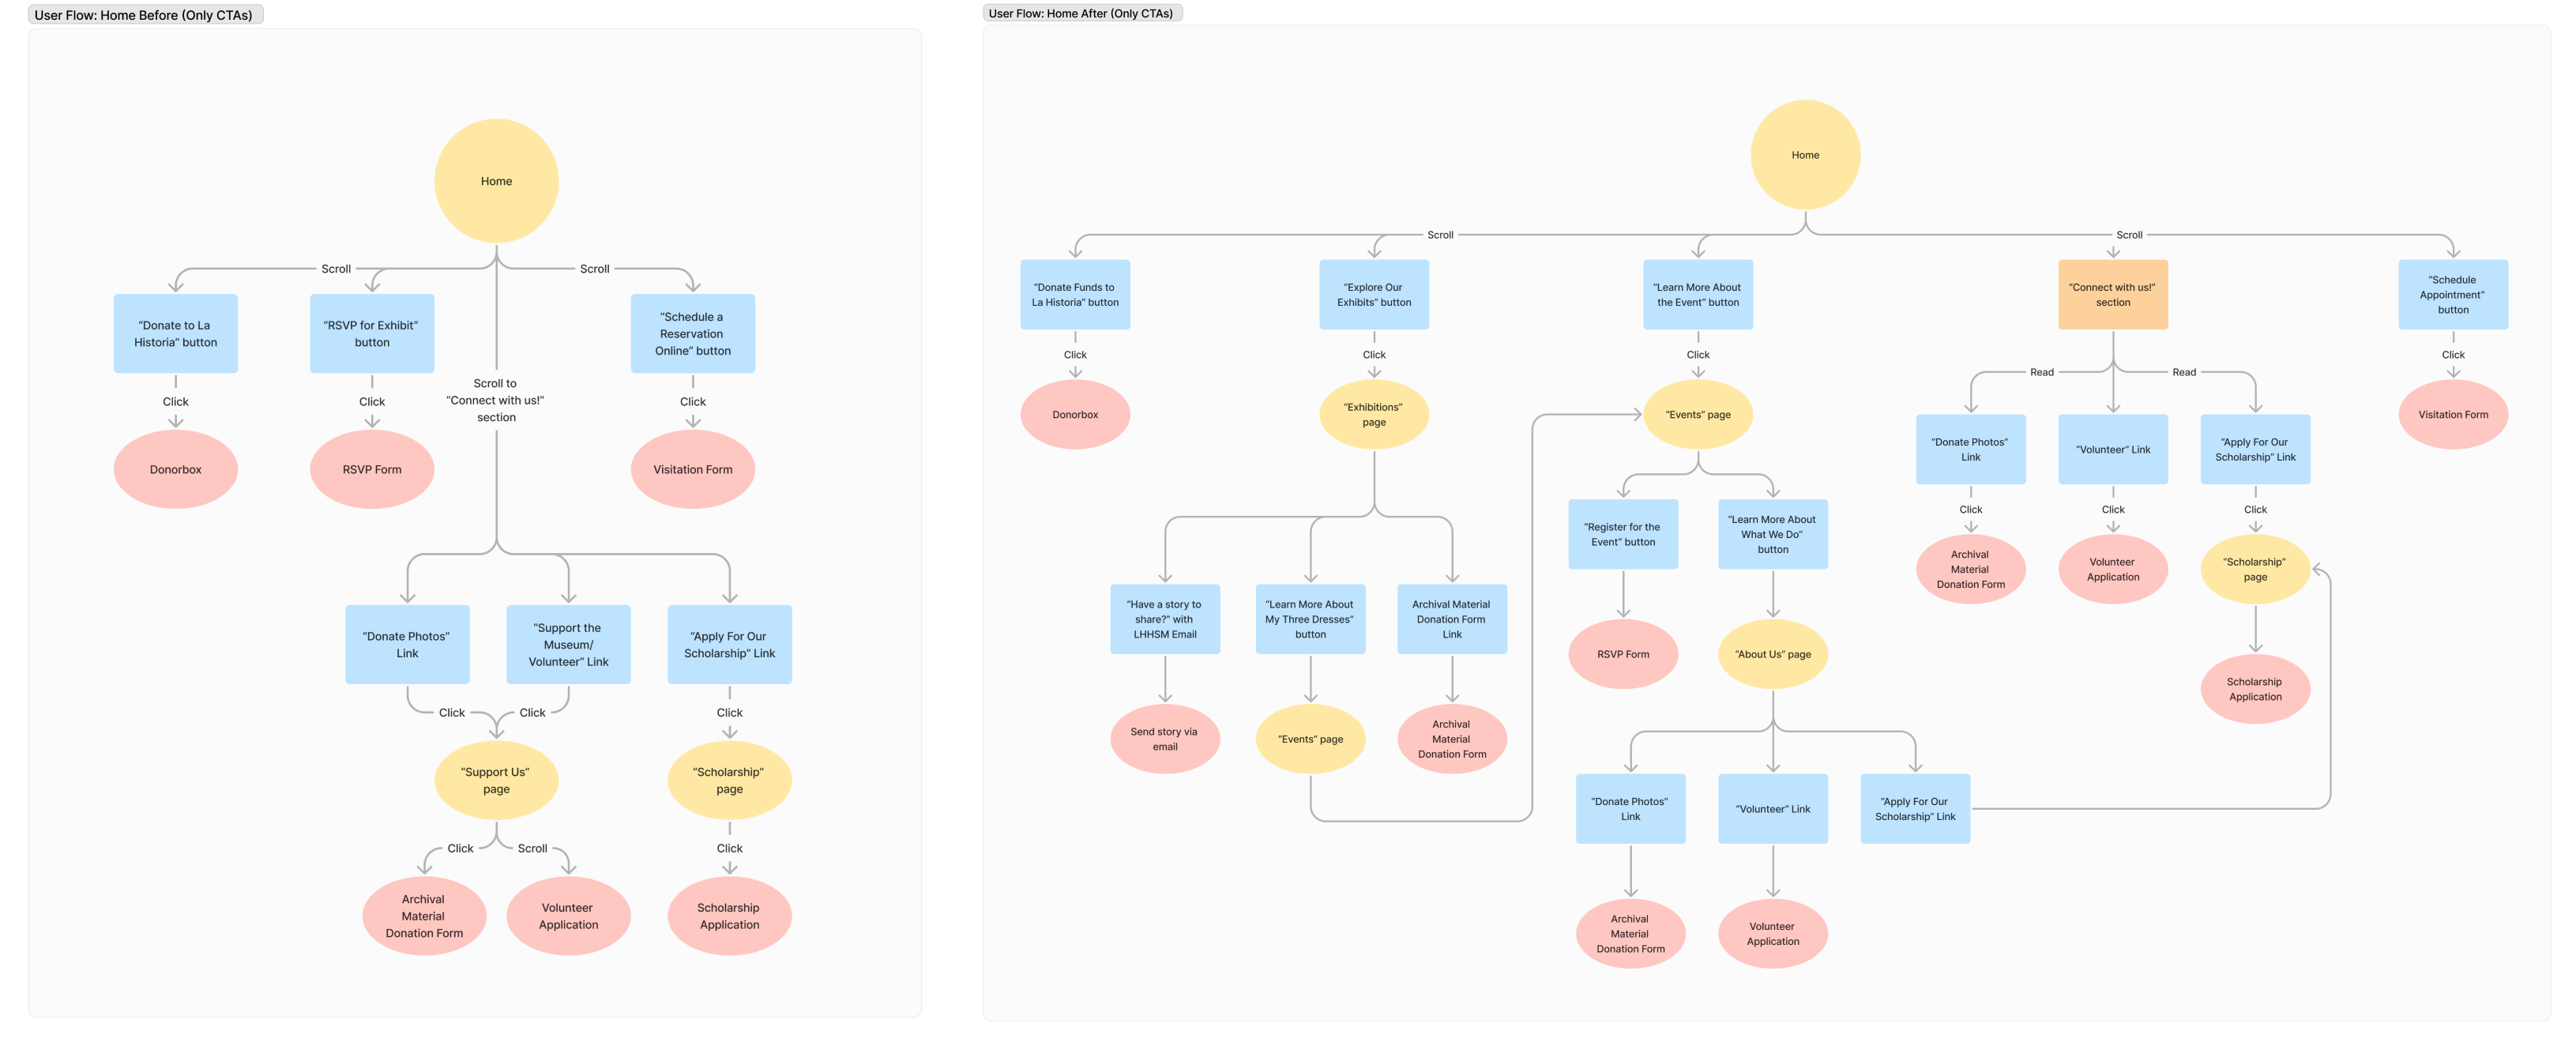 User Flow: Home Before (Only CTAs)
Home
Scroll
Scroll
“Donate to La
Historia” button
“RSVP for Exhibit”
button
“Schedule a
Reservation
Online” button
Click
Click
Scroll to
“Connect with us!”
section
Click
Donorbox
RSVP Form
Visitation Form
“Donate Photos”
Link
“Support the
Museum/
Volunteer” Link
“Apply For Our
Scholarship” Link
Click
Click
Click
“Support Us”
page
“Scholarship”
page
Click
Scroll
Click
Archival
Material
Donation Form
Volunteer
Application
Scholarship
Application
User Flow: Home After (Only CTAs)
Home
Scroll
Scroll
“Donate Funds to
La Historia” button
“Explore Our
Exhibits” button
“Learn More About
the Event” button
“Connect with us!”
section
“Schedule
Appointment”
button
Click
Click
Click
Read
Read
Click
Donorbox
“Exhibitions”
page
“Events” page
“Donate Photos”
Link
“Volunteer” Link
“Apply For Our
Scholarship” Link
Visitation Form
Click
Click
Click
“Register for the
Event” button
“Learn More About
What We Do”
button
Archival
Material
Donation Form
Volunteer
Application
“Scholarship”
page
“Have a story to
share?” with
LHHSM Email
“Learn More About
My Three Dresses”
button
Archival Material
Donation Form
Link
RSVP Form
“About Us” page
Scholarship
Application
Send story via
email
“Events” page
Archival
Material
Donation Form
“Donate Photos”
Link
“Volunteer” Link
“Apply For Our
Scholarship” Link
Archival
Material
Donation Form
Volunteer
Application